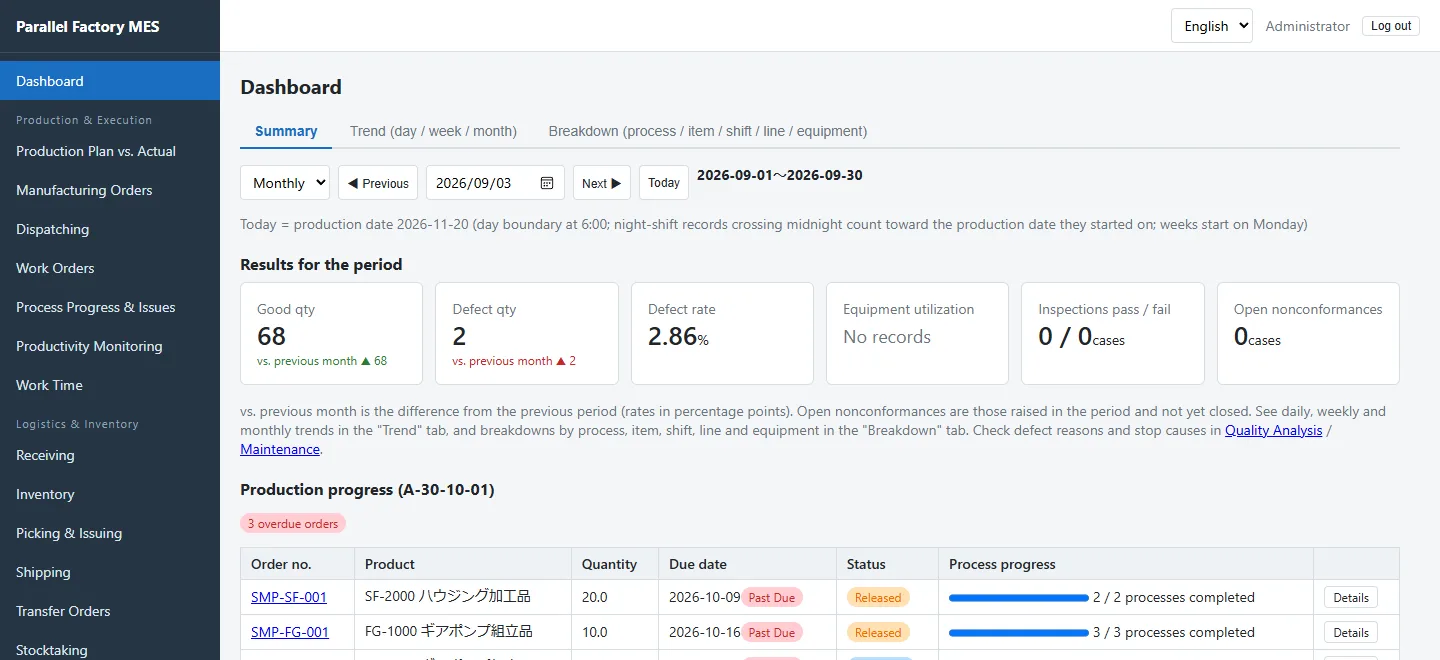 Parallel Factory MES
English
Administrator
Log out
Dashboard
Production & Execution
Production Plan vs. Actual
Manufacturing Orders
Dispatching
Work Orders
Process Progress & Issues
Productivity Monitoring
Work Time
Logistics & Inventory
Receiving
Inventory
Picking & Issuing
Shipping
Transfer Orders
Stocktaking
Dashboard
Summary
Trend (day / week / month)
Breakdown (process / item / shift / line / equipment)
Monthly
◀ Previous
2026/09/03
Next ▶
Today
2026-09-01～2026-09-30
Today = production date 2026-11-20 (day boundary at 6:00; night-shift records crossing midnight count toward the production date they started on; weeks start on Monday)
Results for the period
Good qty
68
vs. previous month ▲ 68
Defect qty
2
vs. previous month ▲ 2
Defect rate
2.86%
Equipment utilization
No records
Inspections pass / fail
0 / 0cases
Open nonconformances
0cases
vs. previous month is the difference from the previous period (rates in percentage points). Open nonconformances are those raised in the period and not yet closed. See daily, weekly and
monthly trends in the "Trend" tab, and breakdowns by process, item, shift, line and equipment in the "Breakdown" tab. Check defect reasons and stop causes in Quality Analysis /
Maintenance.
Production progress (A-30-10-01)
3 overdue orders
Order no. Product Quantity Due date Status Process progress
SMP-SF-001 SF-2000 ハウジング加工品 20.0 2026-10-09 Past Due Released 2 / 2 processes completed Details
SMP-FG-001 FG-1000 ギアポンプ組立品 10.0 2026-10-16 Past Due Released 3 / 3 processes completed Details